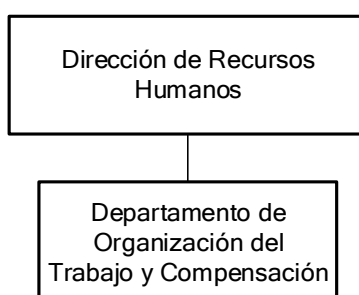 Dirección de Recursos
Humanos
Departamento de
Organización del
Trabajo y Compensación